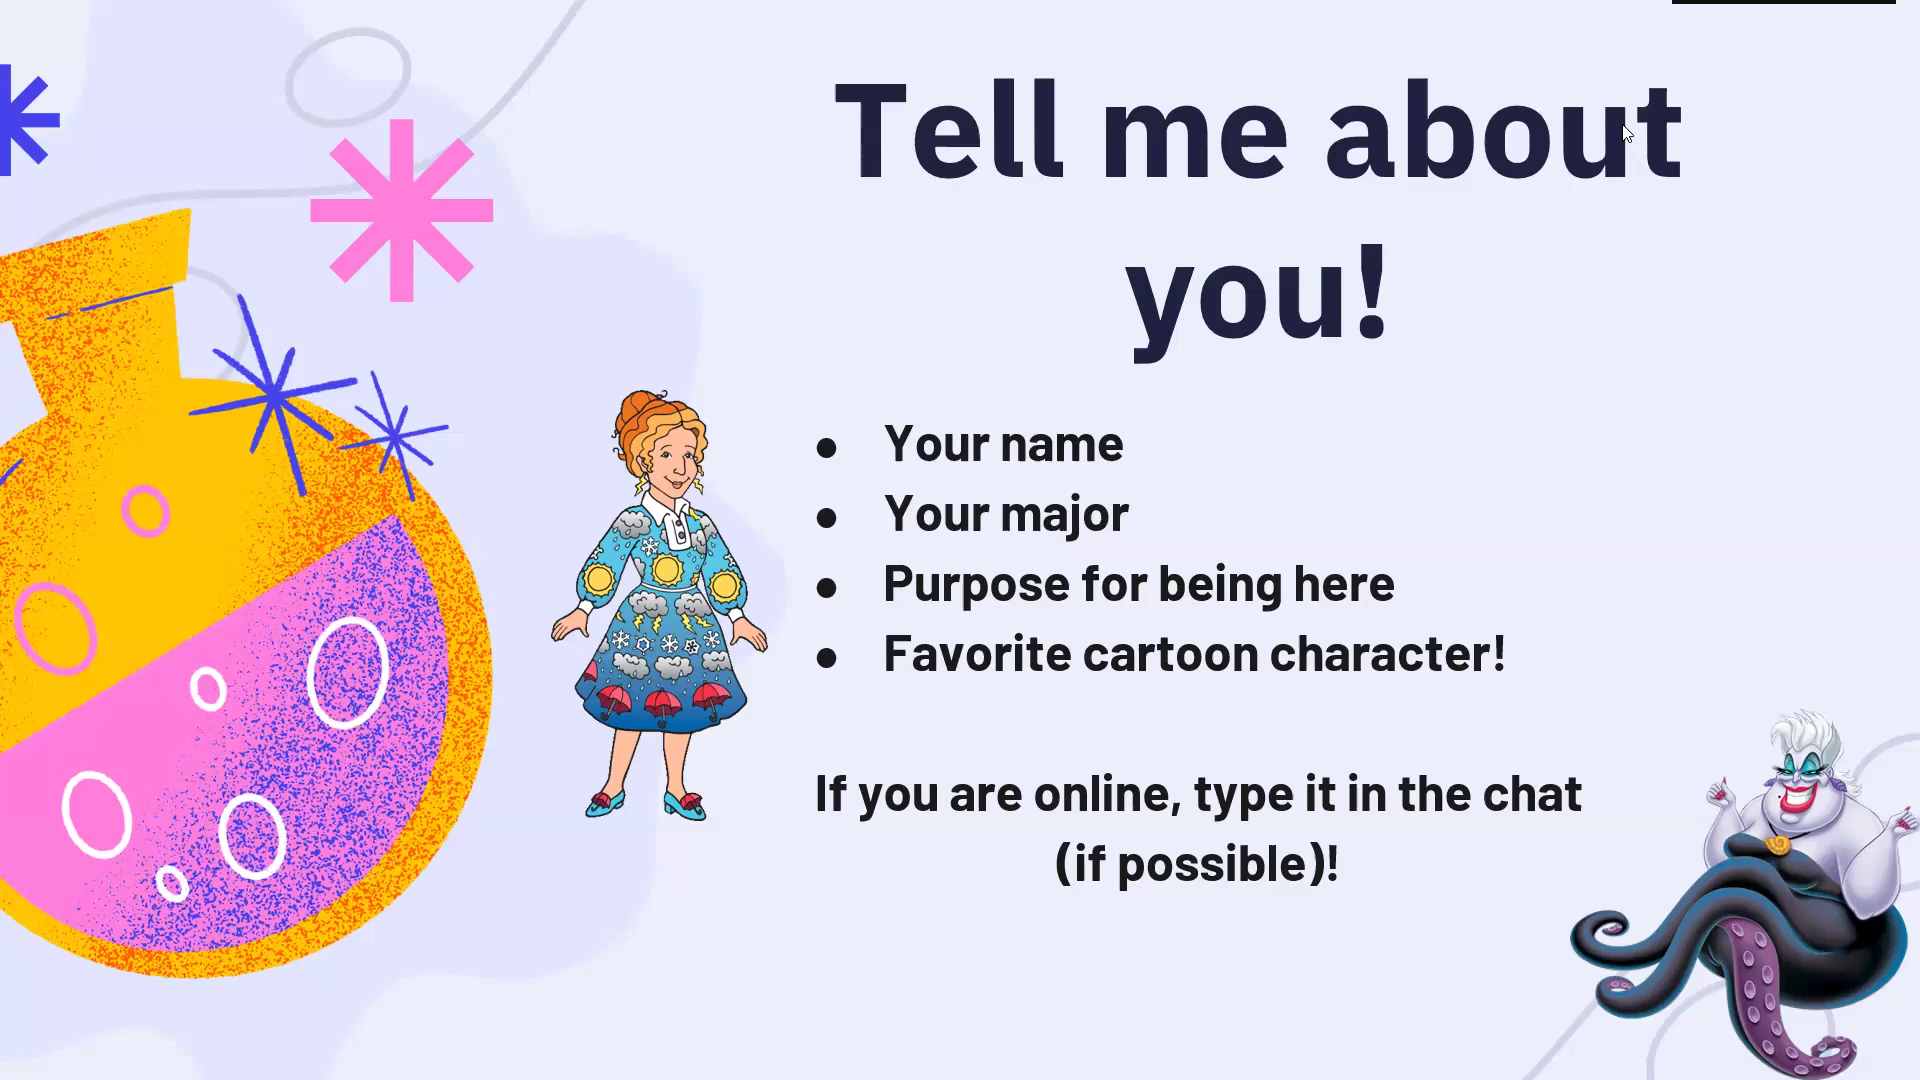 Tell me about
you!
● Your name
● Your major
● Purpose for being here
● Favorite cartoon character!
If you are online, type it in the chat
(if possible)!